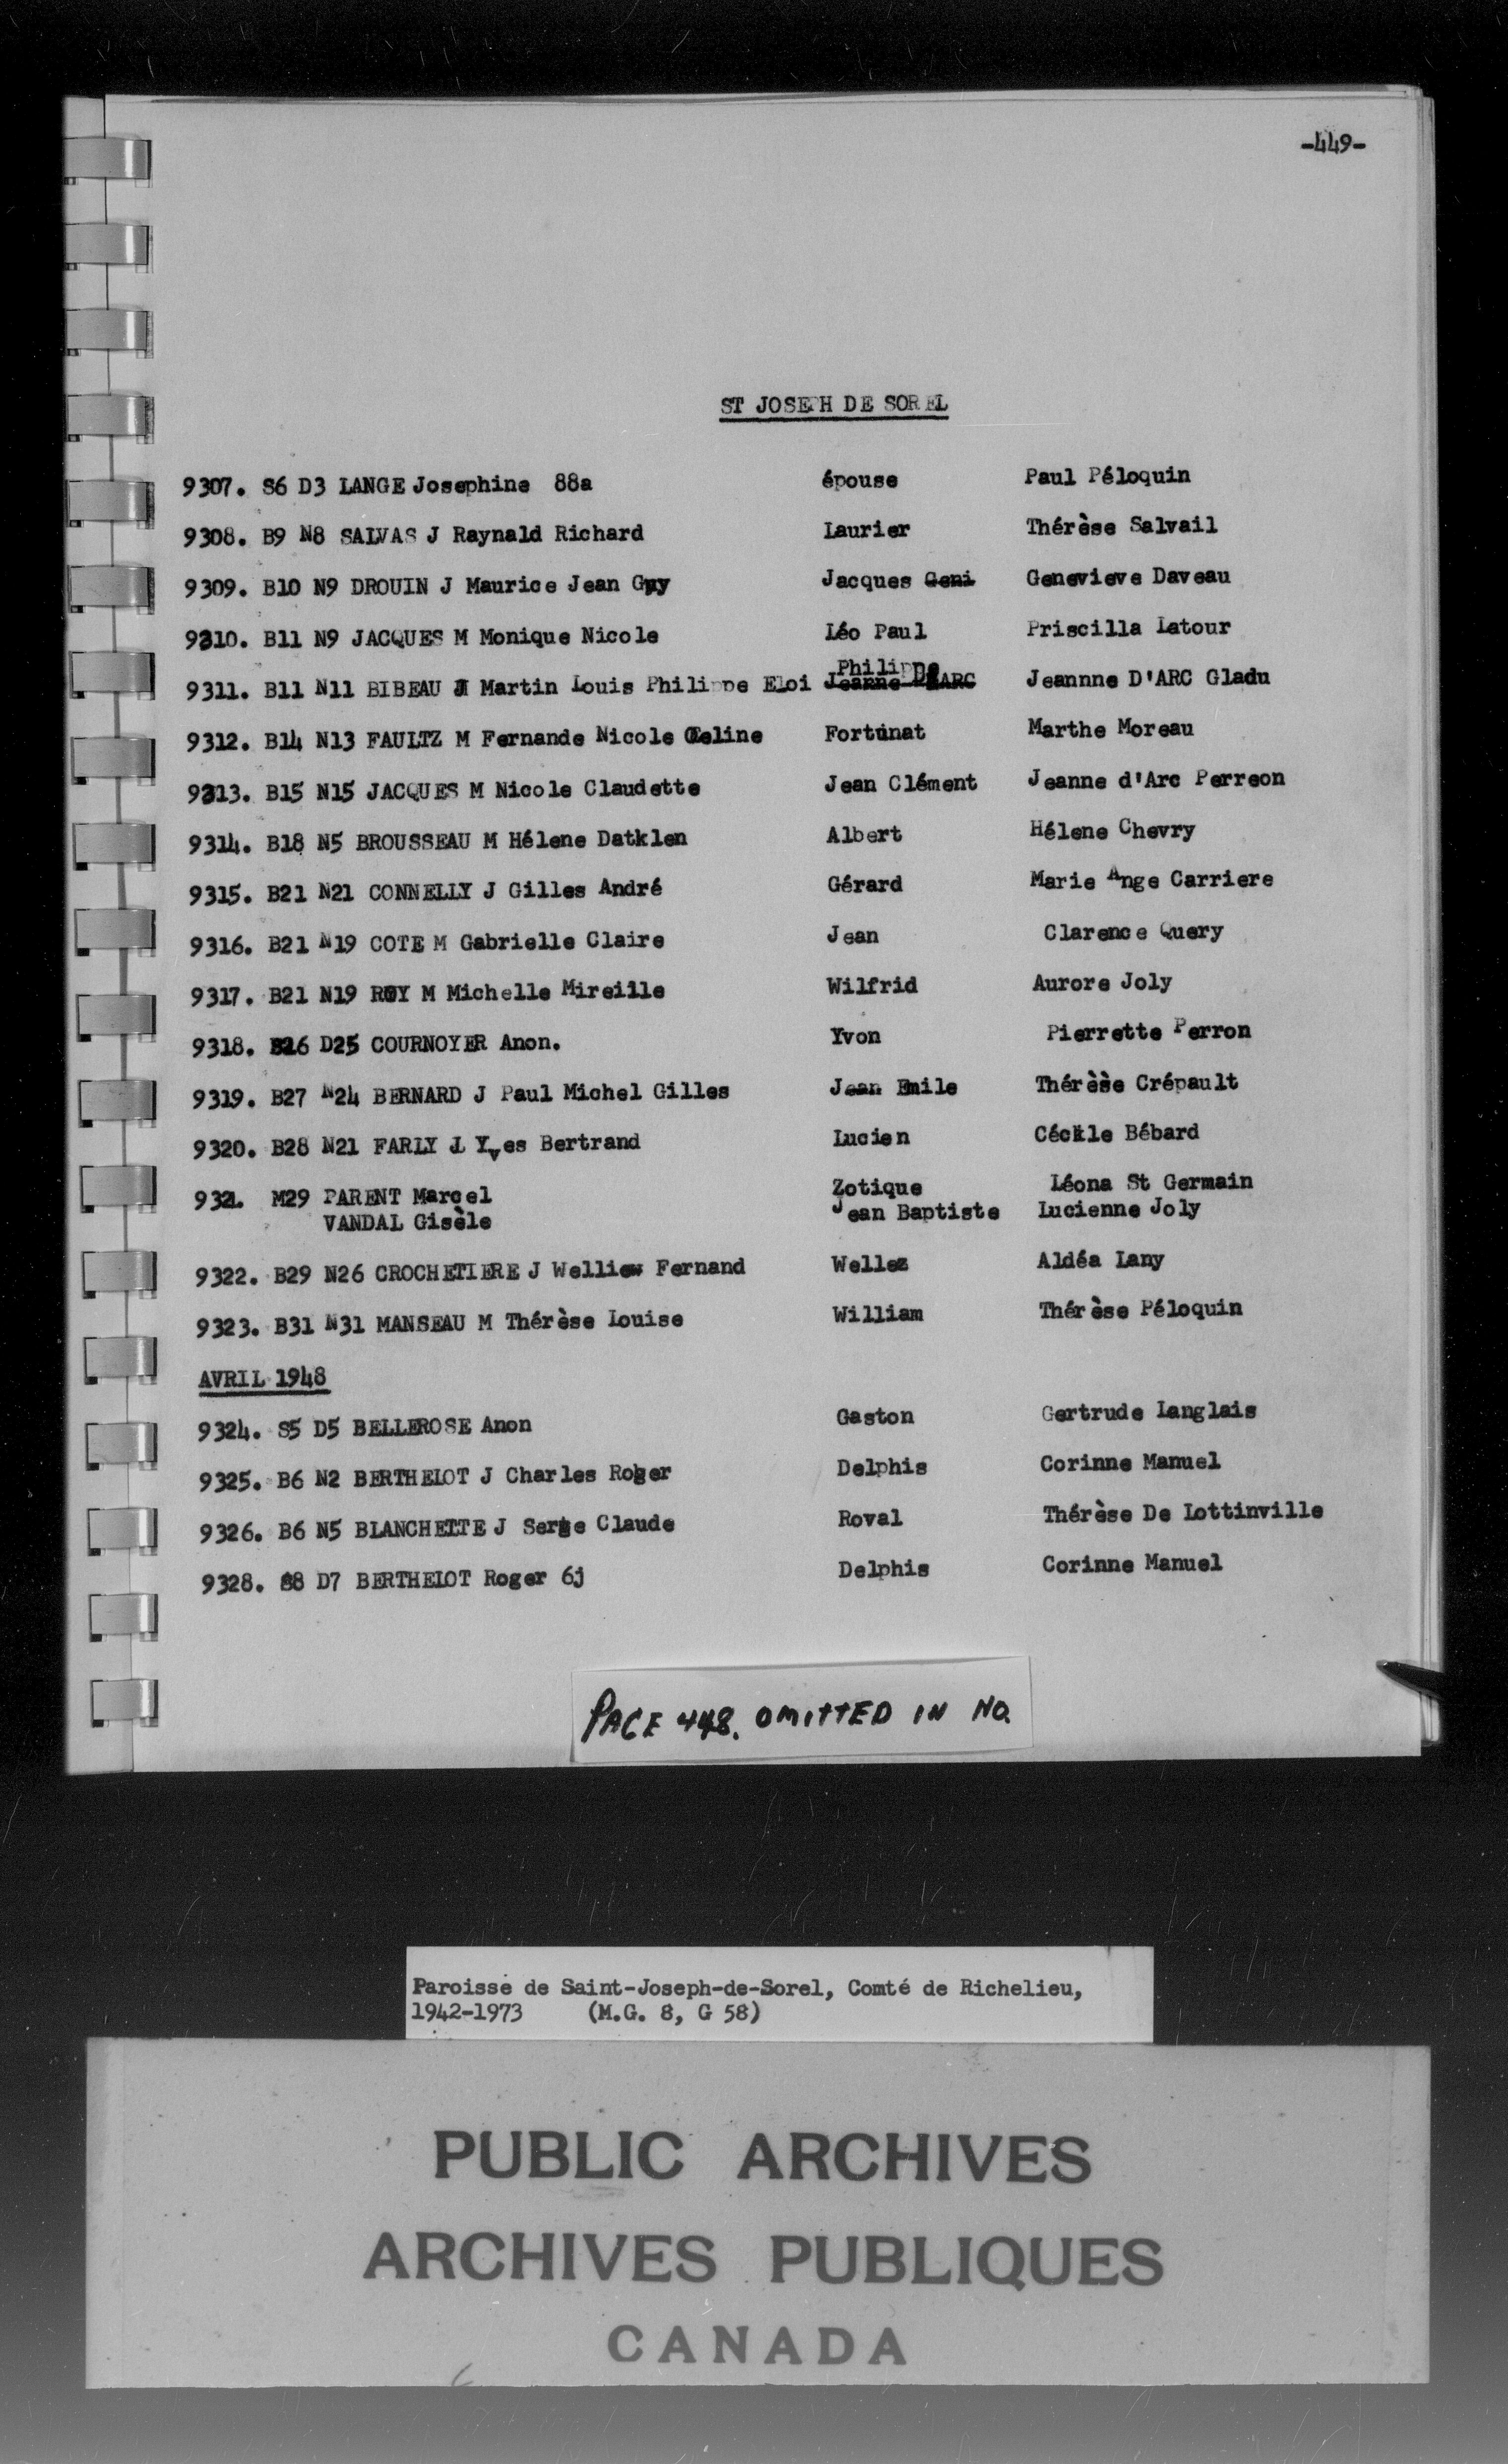 -449-
ST JOSEPH DE SOREL
9307. S6 D3 LANGE Josephine 88a épouse Paul Péloquin
9308. B9 N8 SALVAS J Raynald Richard Laurier Thérèse Salvail
9309. B10 N9 DROUIN J Maurice Jean Guy Jacques Geni Genevieve Daveau
9310. B11 N9 JACQUES M Monique Nicole Léo Paul Priscilla Latour
Philippe
9311. B11 N11 BIBEAU J Martin Louis Philippe Eloi Jeanne D'ARC Jeannne D'ARC Gladu
9312. B14 N13 FAULTZ M Fernande Nicole Céline Fortunat Marthe Moreau
9313. B15 N15 JACQUES M Nicole Claudette Jean Clément Jeanne d'Arc Perreon
9314. B18 N5 BROUSSEAU M Hélene Datklen Albert Hélene Chevry
9315. B21 N21 CONNELLY J Gilles André Gérard Marie Ange Carriere
9316. B21 N19 COTE M Gabrielle Claire Jean Clarence Query
9317. B21 N19 ROY M Michelle Mireille Wilfrid Aurore Joly
9318. S26 D25 COURNOYER Anon. Yvon Pierrette Perron
9319. B27 N24 BERNARD J Paul Michel Gilles Jean Emile Thérèse Crépault
9320. B28 N21 FARLY J Yves Bertrand Lucien Cécile Bébard
9321. M29 PARENT Marcel Zotique Léona St Germain
VANDAL Gisèle Jean Baptiste Lucienne Joly
9322. B29 N26 CROCHETIERE J Wellie Fernand Wellez Aldéa Lany
9323. B31 N31 MANSEAU M Thérèse Louise William Thérèse Péloquin
AVRIL 1948
9324. S5 D5 BELLEROSE Anon Gaston Gertrude Langlais
9325. B6 N2 BERTHELOT J Charles Roger Delphis Corinne Manuel
9326. B6 N5 BLANCHETTE J Serge Claude Roval Thérèse De Lottinville
9328. S8 D7 BERTHELOT Roger 6j Delphis Corinne Manuel
PAGE 448. OMITTED IN NO.
Paroisse de Saint-Joseph-de-Sorel, Comté de Richelieu,
1942-1973 (M.G. 8, G 58)
PUBLIC ARCHIVES
ARCHIVES PUBLIQUES
CANADA